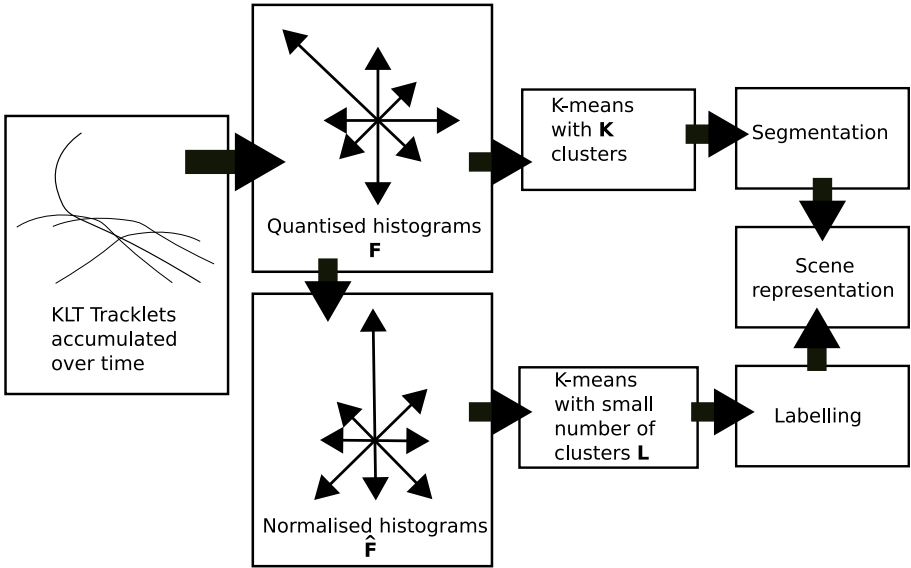 KLT Tracklets
accumulated
over time
Quantised histograms
F
K-means
with K
clusters
Segmentation
Scene
representation
Normalised histograms
F̂
K-means
with small
number of
clusters L
Labelling